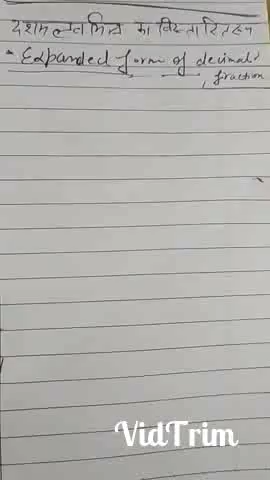 दशमलव भिन्न का विस्तारित रूप
Expanded form of decimal
fraction
VidTrim